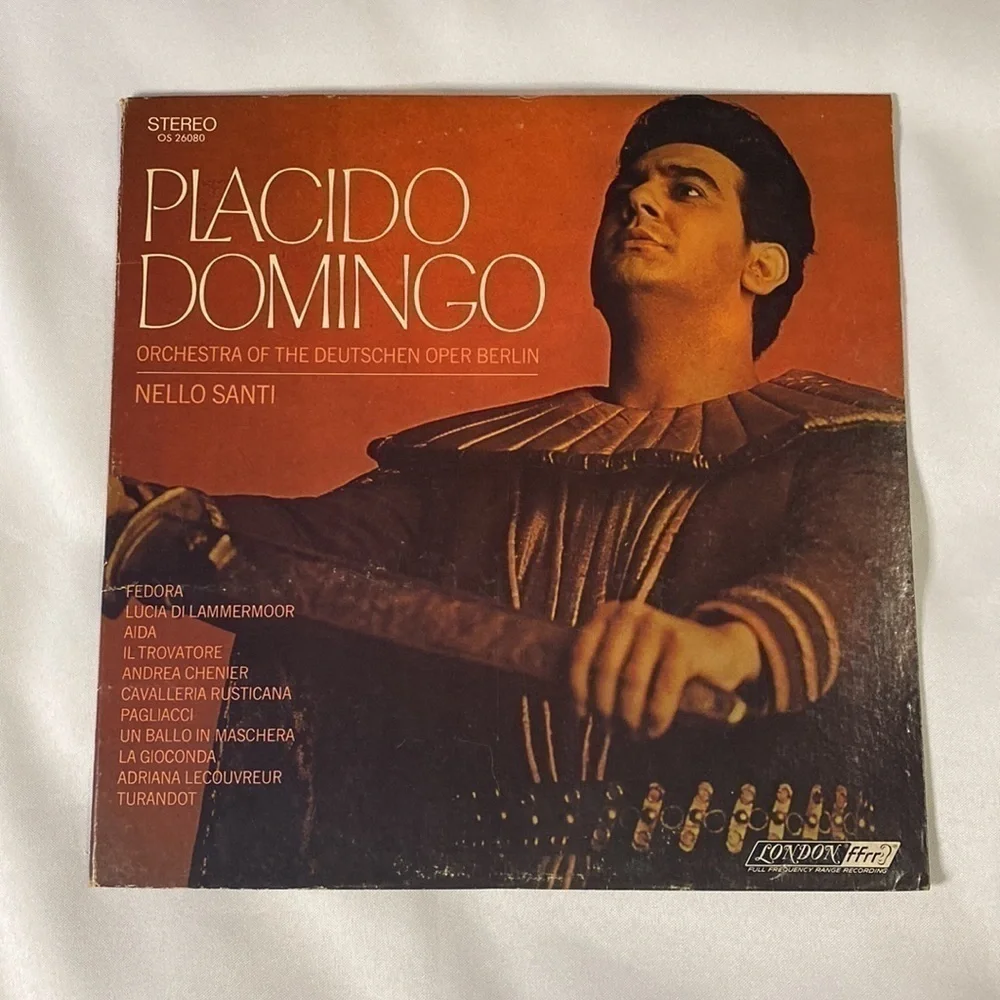 STEREO
OS 26080
PLACIDO
DOMINGO
ORCHESTRA OF THE DEUTSCHEN OPER BERLIN
NELLO SANTI
FEDORA
LUCIA DI LAMMERMOOR
AIDA
IL TROVATORE
ANDREA CHENIER
CAVALLERIA RUSTICANA
PAGLIACCI
UN BALLO IN MASCHERA
LA GIOCONDA
ADRIANA LECOUVREUR
TURANDOT
LONDON ffrr
FULL FREQUENCY RANGE RECORDING